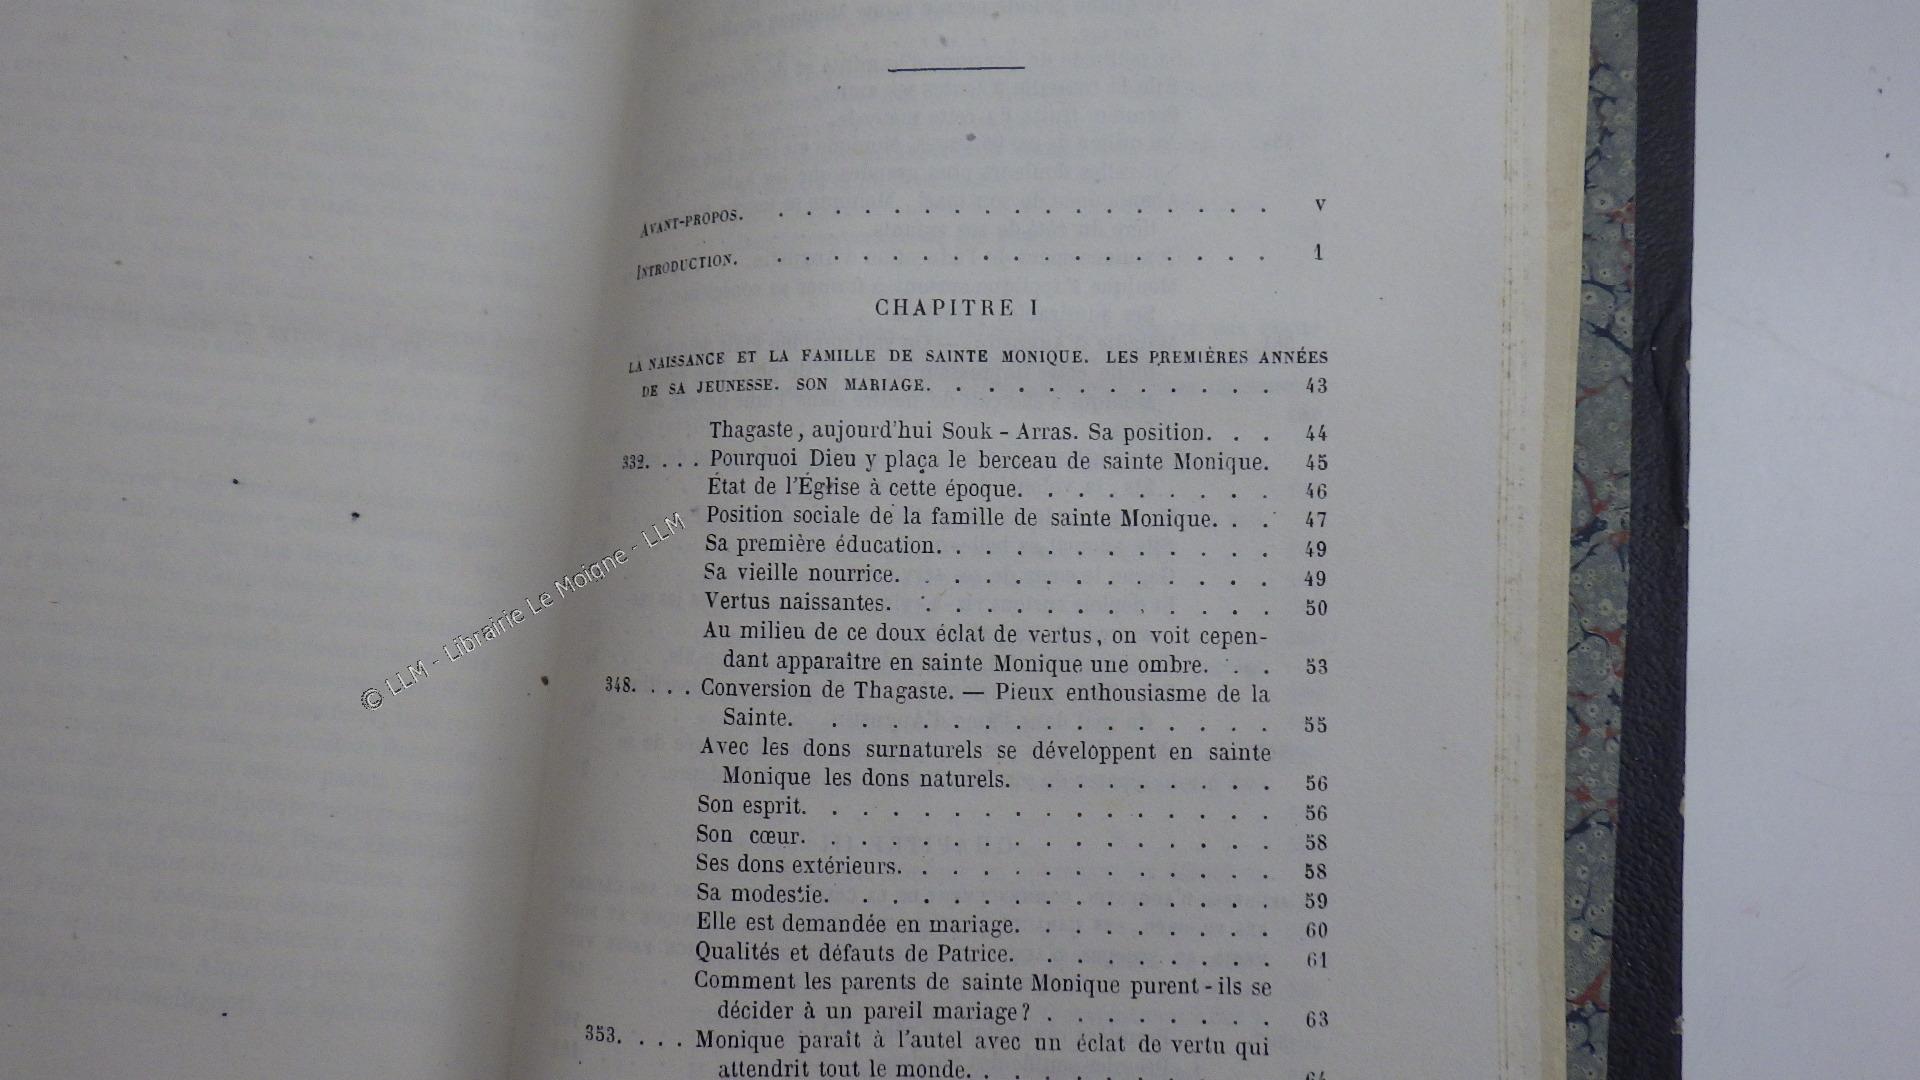 AVANT-PROPOS. . . . . . . . . . . . . . . . . . V
INTRODUCTION. . . . . . . . . . . . . . . . . . 1
CHAPITRE I
LA NAISSANCE ET LA FAMILLE DE SAINTE MONIQUE. LES PREMIÈRES ANNÉES
DE SA JEUNESSE. SON MARIAGE. . . . . . . . . . . . 43
Thagaste, aujourd'hui Souk-Arras. Sa position. . . 44
332. . . . Pourquoi Dieu y plaça le berceau de sainte Monique. 45
État de l'Église à cette époque. . . . . . . . . 46
Position sociale de la famille de sainte Monique. . . 47
Sa première éducation. . . . . . . . . . . . 49
Sa vieille nourrice. . . . . . . . . . . . . 49
Vertus naissantes. . . . . . . . . . . . . 50
Au milieu de ce doux éclat de vertus, on voit cepen-
dant apparaître en sainte Monique une ombre. . . 53
348. . . . Conversion de Thagaste. — Pieux enthousiasme de la
Sainte. . . . . . . . . . . . . . . . 55
Avec les dons surnaturels se développent en sainte
Monique les dons naturels. . . . . . . . . 56
Son esprit. . . . . . . . . . . . . . . . 56
Son cœur. . . . . . . . . . . . . . . . 58
Ses dons extérieurs. . . . . . . . . . . . . 58
Sa modestie. . . . . . . . . . . . . . . 59
Elle est demandée en mariage. . . . . . . . . 60
Qualités et défauts de Patrice. . . . . . . . . 61
Comment les parents de sainte Monique purent-ils se
décider à un pareil mariage? . . . . . . . . 63
353. . . . Monique paraît à l'autel avec un éclat de vertu qui
attendrit tout le monde. . . . . . . . . . . 64
© LLM - Librairie Le Moigne - LLM